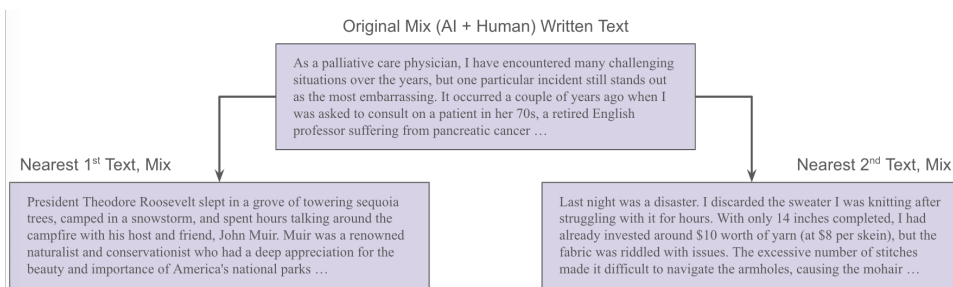 Original Mix (AI + Human) Written Text
As a palliative care physician, I have encountered many challenging
situations over the years, but one particular incident still stands out
as the most embarrassing. It occurred a couple of years ago when I
was asked to consult on a patient in her 70s, a retired English
professor suffering from pancreatic cancer …
Nearest 1st Text, Mix
President Theodore Roosevelt slept in a grove of towering sequoia
trees, camped in a snowstorm, and spent hours talking around the
campfire with his host and friend, John Muir. Muir was a renowned
naturalist and conservationist who had a deep appreciation for the
beauty and importance of America's national parks …
Nearest 2nd Text, Mix
Last night was a disaster. I discarded the sweater I was knitting after
struggling with it for hours. With only 14 inches completed, I had
already invested around $10 worth of yarn (at $8 per skein), but the
fabric was riddled with issues. The excessive number of stitches
made it difficult to navigate the armholes, causing the mohair …